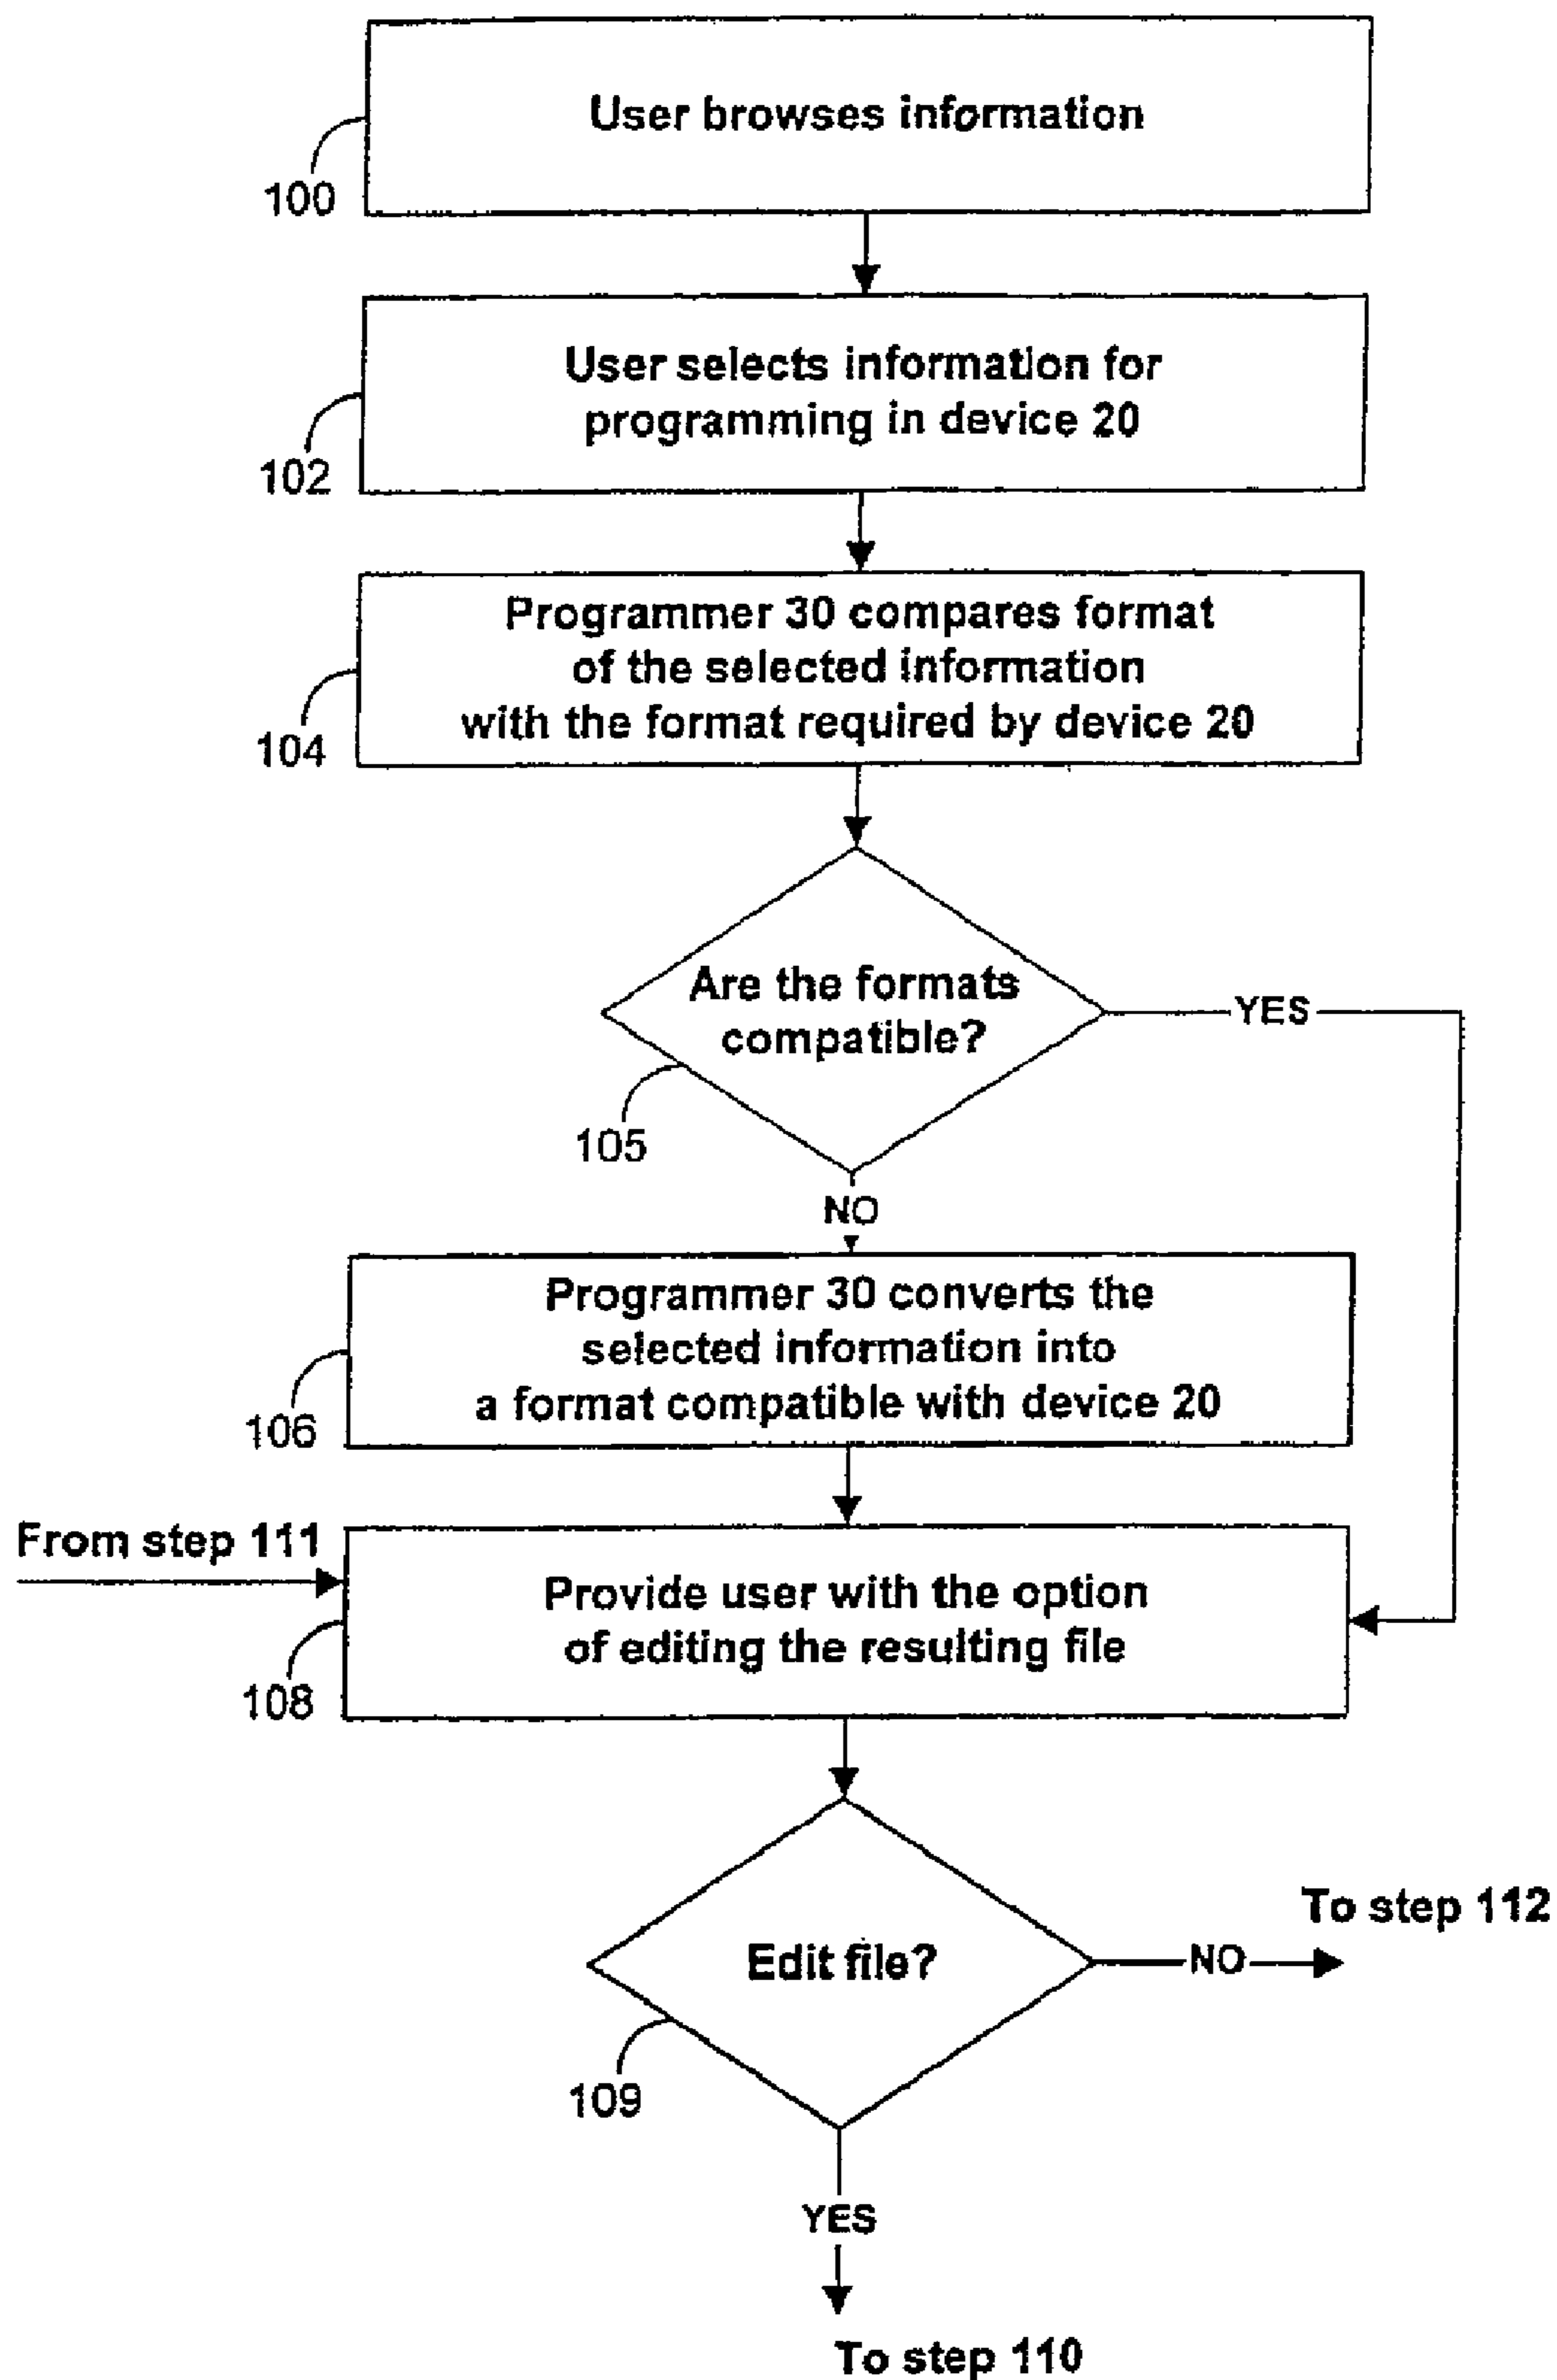 User browses information
100
User selects information for
programming in device 20
102
Programmer 30 compares format
of the selected information
with the format required by device 20
104
Are the formats
compatible?
YES
105
NO
Programmer 30 converts the
selected information into
a format compatible with device 20
106
From step 111
Provide user with the option
of editing the resulting file
108
To step 112
Edit file?
NO
109
YES
To step 110